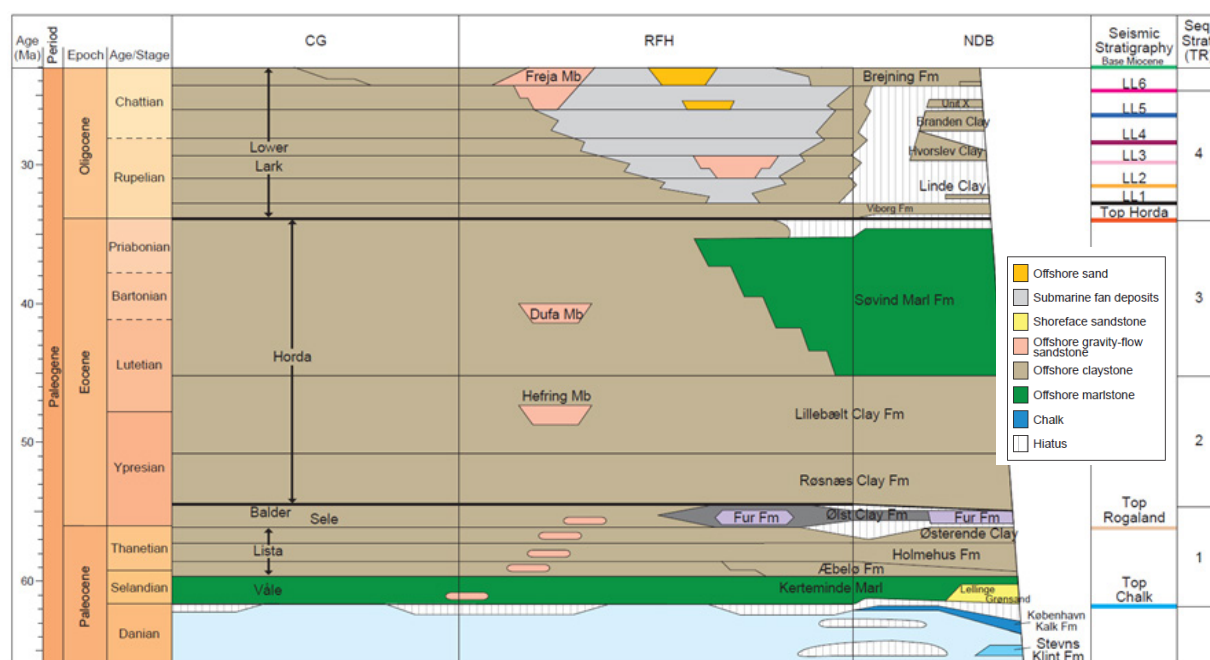 Age
(Ma)
Period
Epoch
Age/Stage
CG
RFH
NDB
Seismic
Stratigraphy
Base Miocene
Sequ
Strat
(TR)
Paleogene
Oligocene
Eocene
Paleocene
Chattian
Rupelian
Priabonian
Bartonian
Lutetian
Ypresian
Thanetian
Selandian
Danian
30
40
50
60
Lower
Lark
Horda
Balder
Sele
Lista
Våle
Freja Mb
Dufa Mb
Hefring Mb
Brejning Fm
Unit X
Branden Clay
Hvorslev Clay
Linde Clay
Viborg Fm
Søvind Marl Fm
Lillebælt Clay Fm
Røsnæs Clay Fm
Fur Fm
Ølst Clay Fm
Fur Fm
Østerende Clay
Holmehus Fm
Æbelø Fm
Kerteminde Marl
Lellinge
Grønsand
København
Kalk Fm
Stevns
Klint Fm
LL6
LL5
LL4
LL3
LL2
LL1
Top Horda
Top
Rogaland
Top
Chalk
4
3
2
1
Offshore sand
Submarine fan deposits
Shoreface sandstone
Offshore gravity-flow
sandstone
Offshore claystone
Offshore marlstone
Chalk
Hiatus